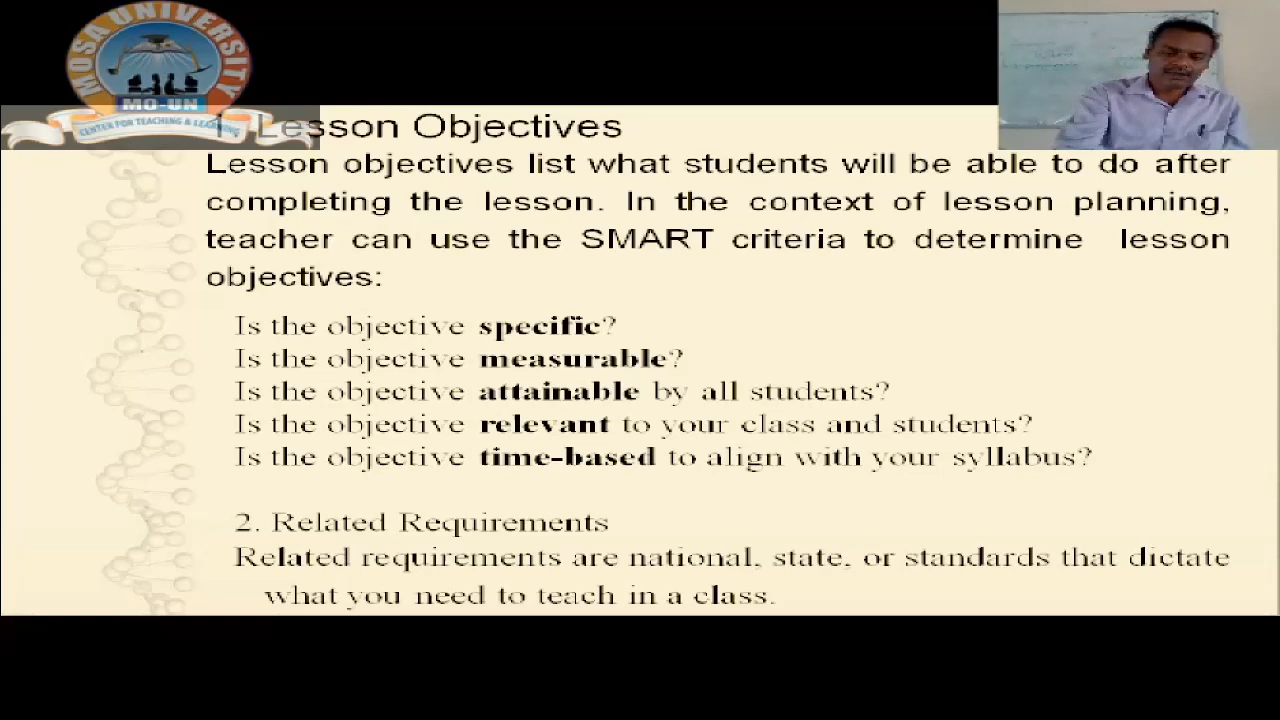 MOSA UNIVERSITY
MO-UN
CENTER FOR TEACHING & LEARNING
1. Lesson Objectives
Lesson objectives list what students will be able to do after
completing the lesson. In the context of lesson planning,
teacher can use the SMART criteria to determine lesson
objectives:
Is the objective specific?
Is the objective measurable?
Is the objective attainable by all students?
Is the objective relevant to your class and students?
Is the objective time-based to align with your syllabus?
2. Related Requirements
Related requirements are national, state, or standards that dictate
what you need to teach in a class.